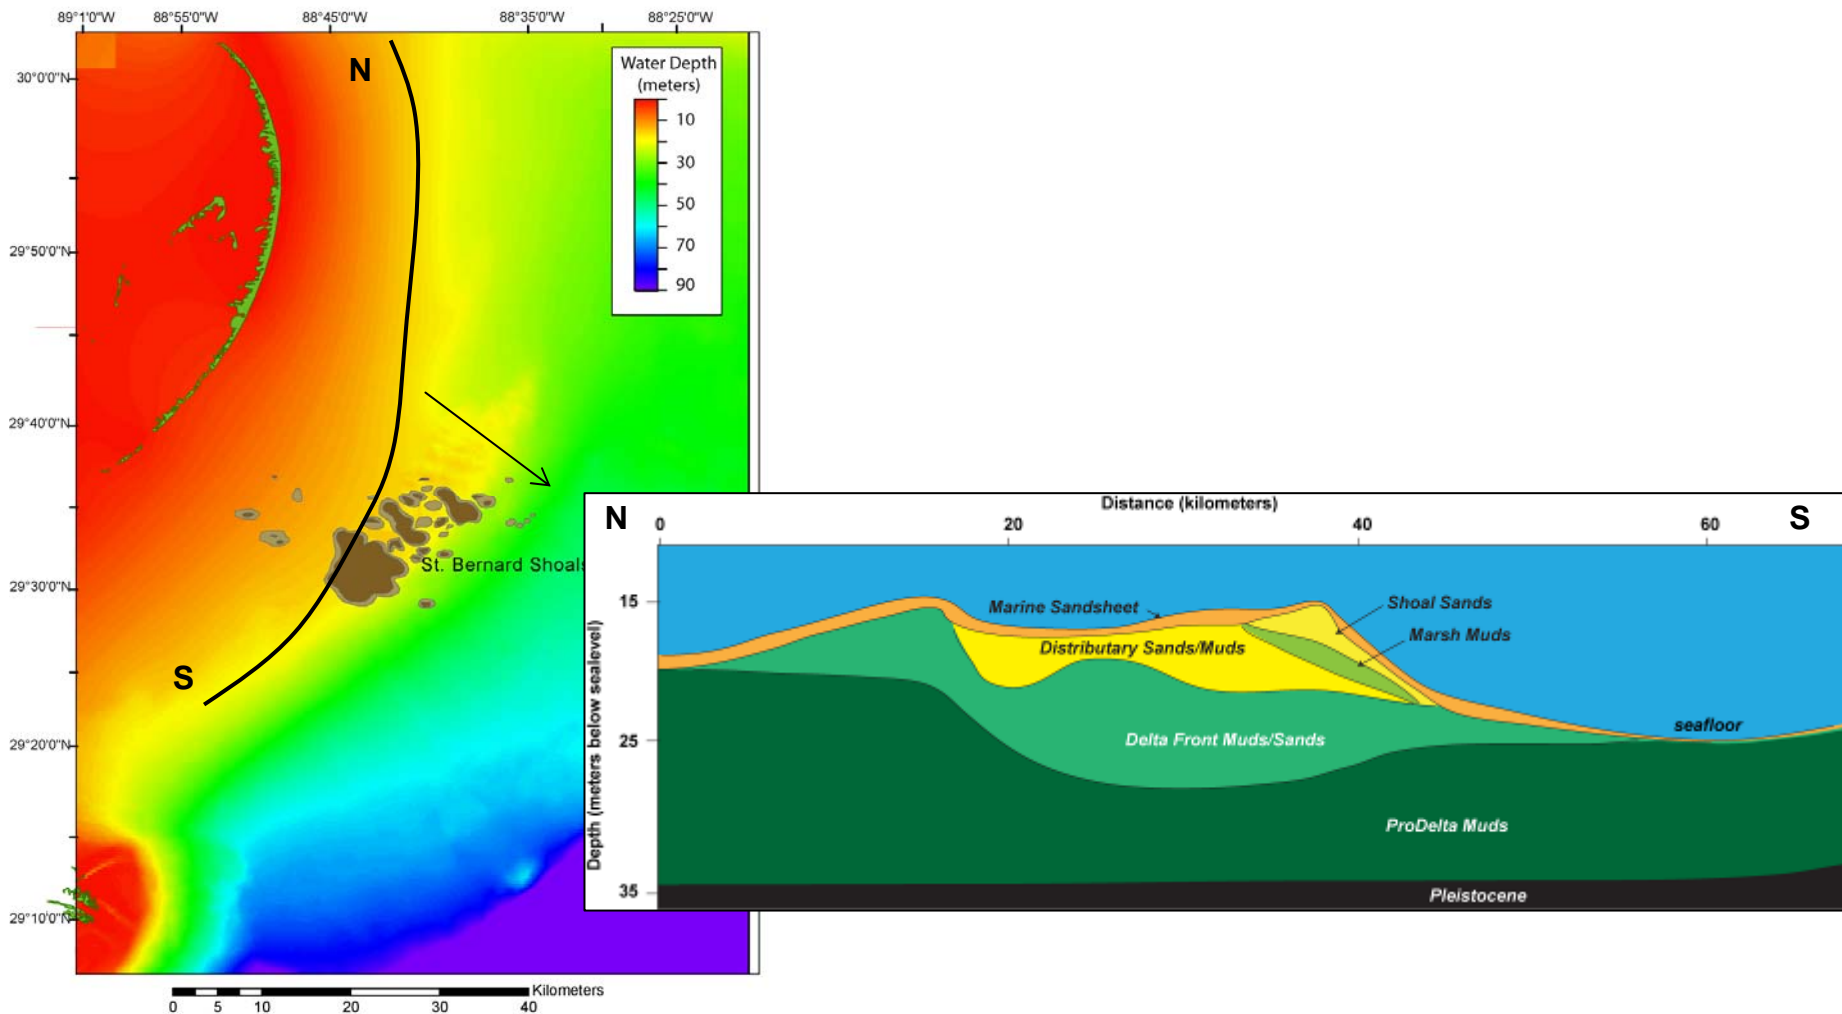 89°1'0"W 88°55'0"W 88°45'0"W 88°35'0"W 88°25'0"W
30°0'0"N
29°50'0"N
29°40'0"N
29°30'0"N
29°20'0"N
29°10'0"N
N
S
Water Depth
(meters)
10
30
50
70
90
St. Bernard Shoals
Kilometers
0 5 10 20 30 40
Distance (kilometers)
N 0 20 40 60 S
Depth (meters below sealevel)
15
25
35
Marine Sandsheet
Shoal Sands
Marsh Muds
Distributary Sands/Muds
Delta Front Muds/Sands
seafloor
ProDelta Muds
Pleistocene